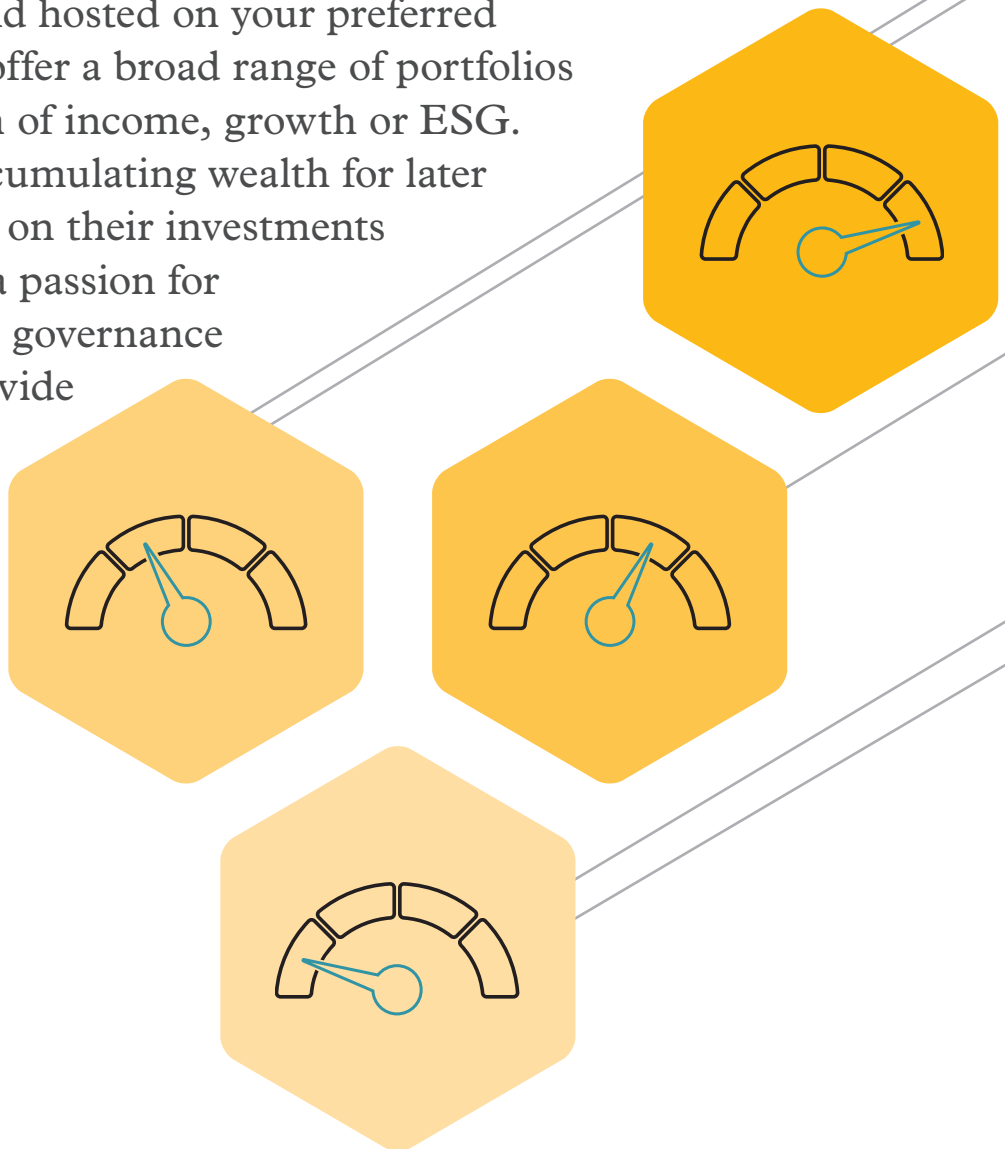 hosted on your preferred
offer a broad range of portfolios
of income, growth or ESG.
cumulating wealth for later
on their investments
a passion for
governance
vide